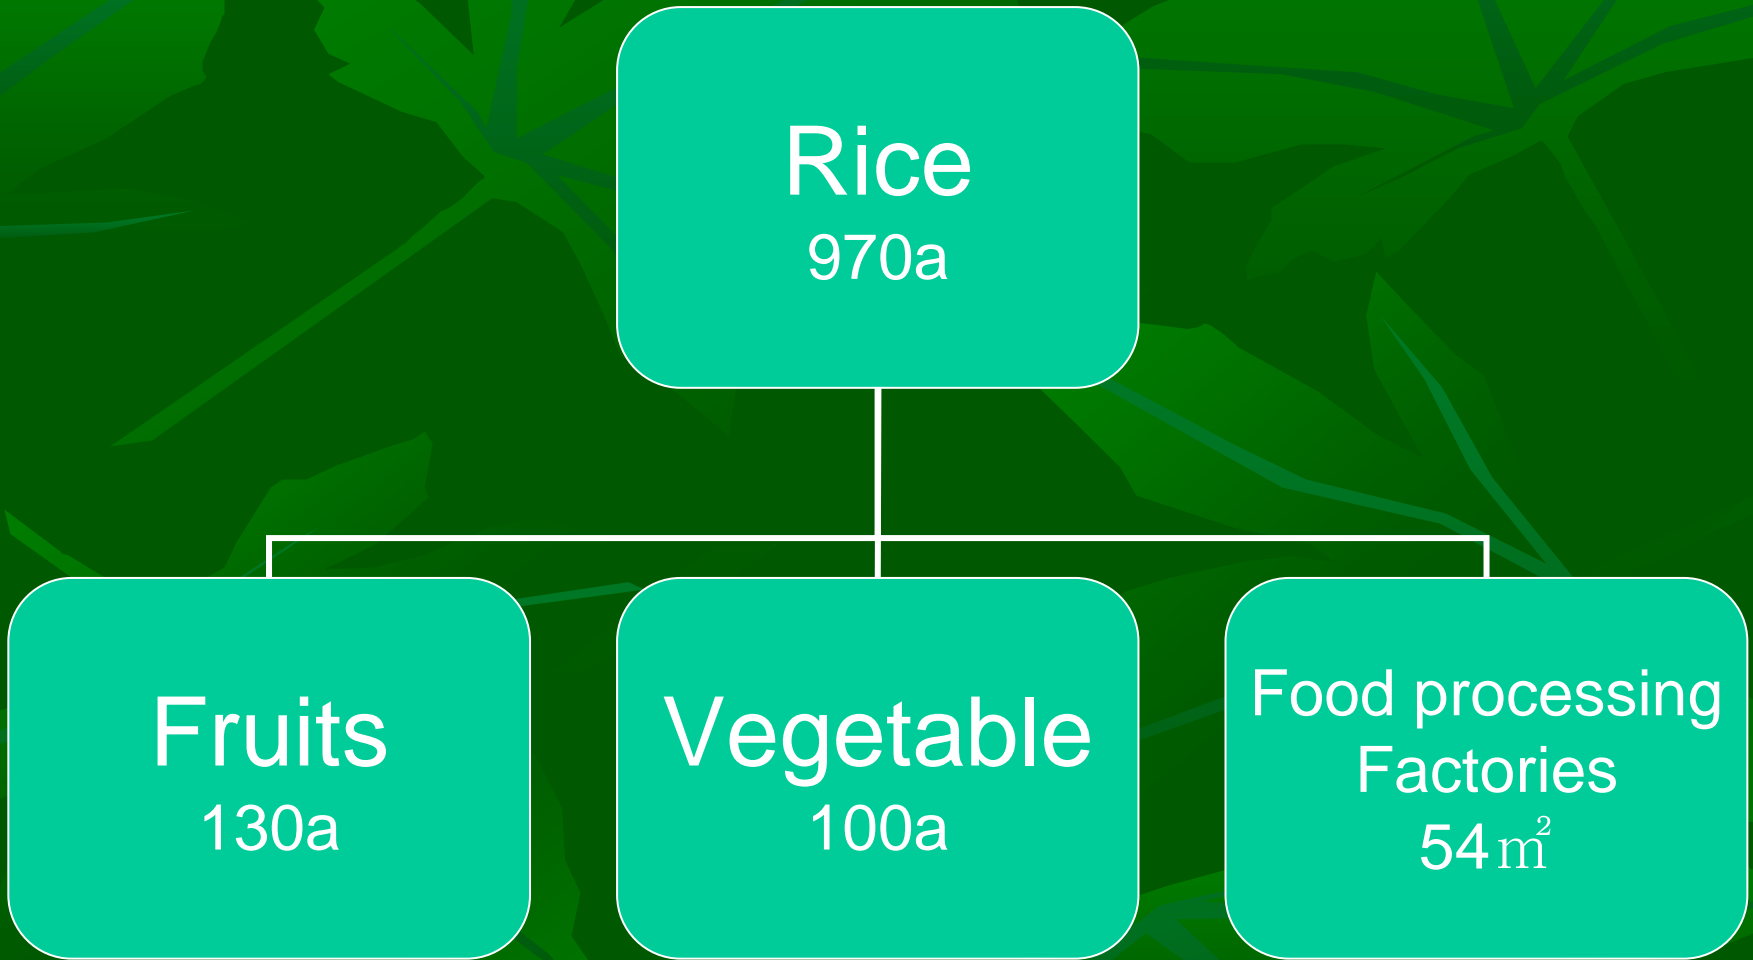 Rice
970a
Fruits
130a
Vegetable
100a
Food processing
Factories
54㎡